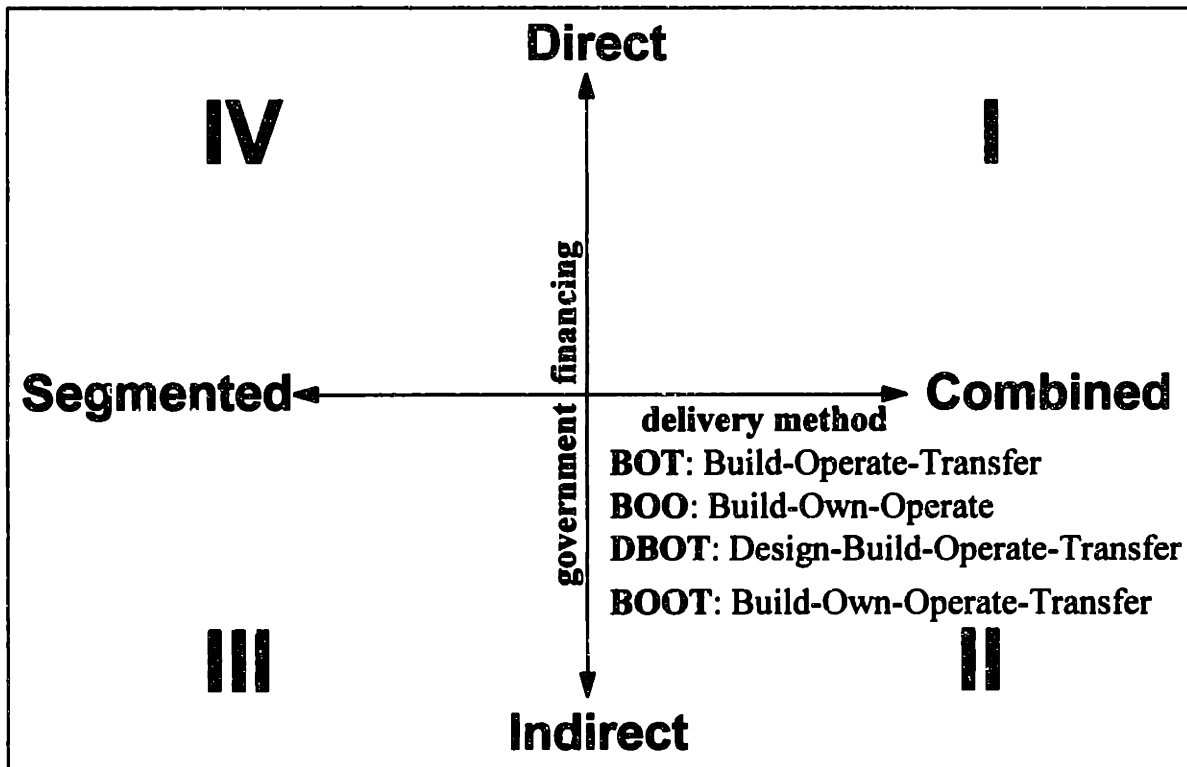 Direct
IV
I
government financing
Segmented
Combined
delivery method
BOT: Build-Operate-Transfer
BOO: Build-Own-Operate
DBOT: Design-Build-Operate-Transfer
BOOT: Build-Own-Operate-Transfer
III
II
Indirect